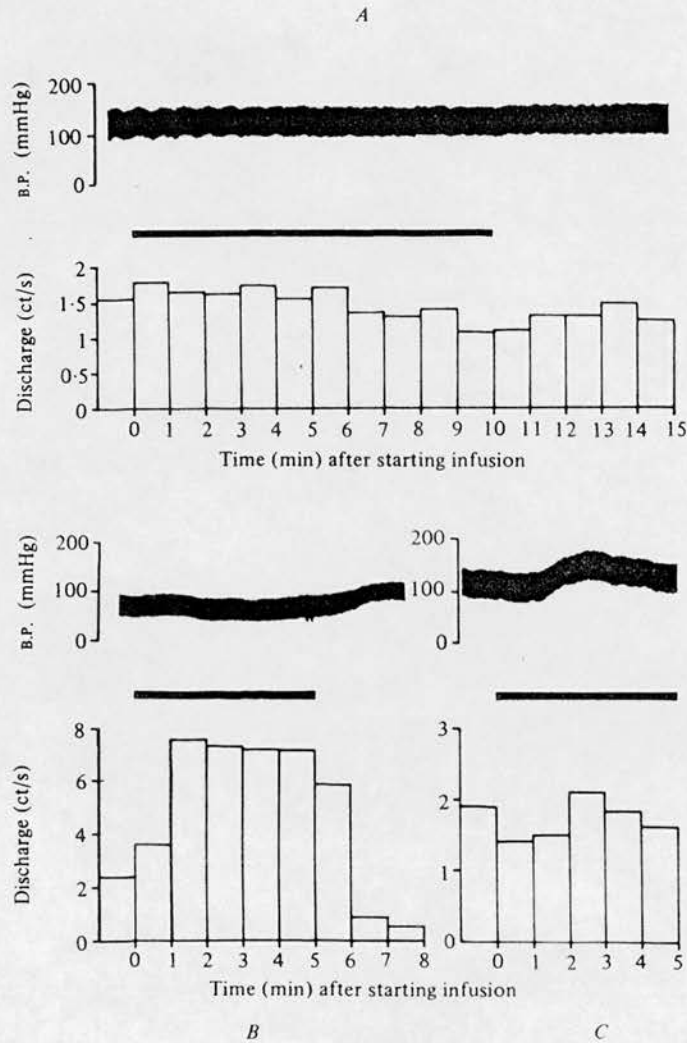 A
200
100
0
B.P. (mmHg)
2
1·5
1
0·5
0
Discharge (ct/s)
0 1 2 3 4 5 6 7 8 9 10 11 12 13 14 15
Time (min) after starting infusion
200
100
0
B.P. (mmHg)
200
100
0
8
6
4
2
0
Discharge (ct/s)
3
2
1
0
0 1 2 3 4 5 6 7 8
0 1 2 3 4 5
Time (min) after starting infusion
B
C